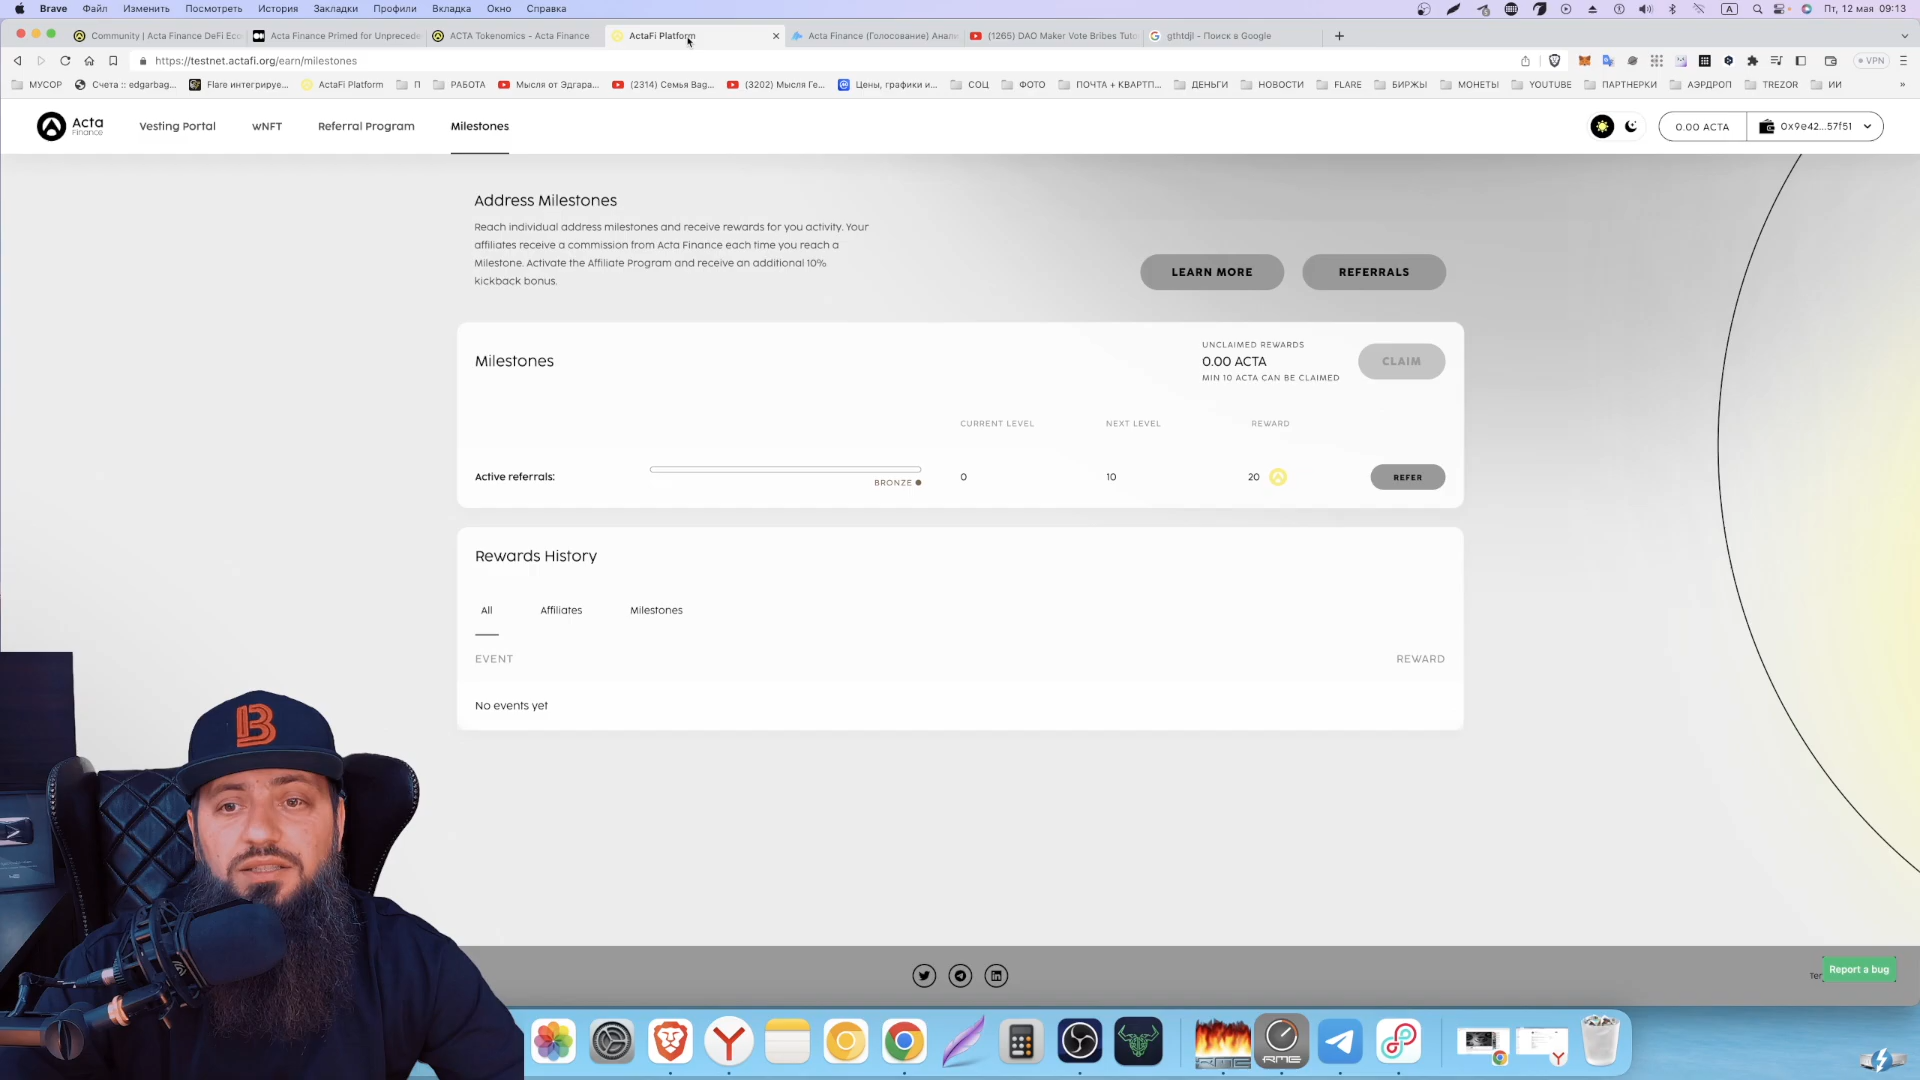 Brave Файл Изменить Посмотреть История Закладки Профили Вкладка Окно Справка A Пт, 12 мая 09:13
Community | Acta Finance DeFi Eco Acta Finance Primed for Unprecede ACTA Tokenomics - Acta Finance ActaFi Platform Acta Finance (Голосование) Анали (1265) DAO Maker Vote Bribes Tuto gthtdjl - Поиск в Google
https://testnet.actafi.org/earn/milestones VPN
МУСОР Счета :: edgarbag... Flare интегрируе... ActaFi Platform П РАБОТА Мысля от Эдгара... (2314) Семья Bag... (3202) Мысля Ге... Цены, графики и... СОЦ ФОТО ПОЧТА + КВАРТП... ДЕНЬГИ НОВОСТИ FLARE БИРЖЫ МОНЕТЫ YOUTUBE ПАРТНЕРКИ АЭРДРОП TREZOR ИИ
Acta Finance Vesting Portal wNFT Referral Program Milestones 0.00 ACTA 0x9e42...57f51
Address Milestones
Reach individual address milestones and receive rewards for you activity. Your
affiliates receive a commission from Acta Finance each time you reach a
Milestone. Activate the Affiliate Program and receive an additional 10%
kickback bonus.
LEARN MORE REFERRALS
Milestones
UNCLAIMED REWARDS
0.00 ACTA
MIN 10 ACTA CAN BE CLAIMED
CLAIM
CURRENT LEVEL NEXT LEVEL REWARD
Active referrals: 0 10 20 REFER
BRONZE
Rewards History
All Affiliates Milestones
EVENT REWARD
No events yet
B
Report a bug
RME